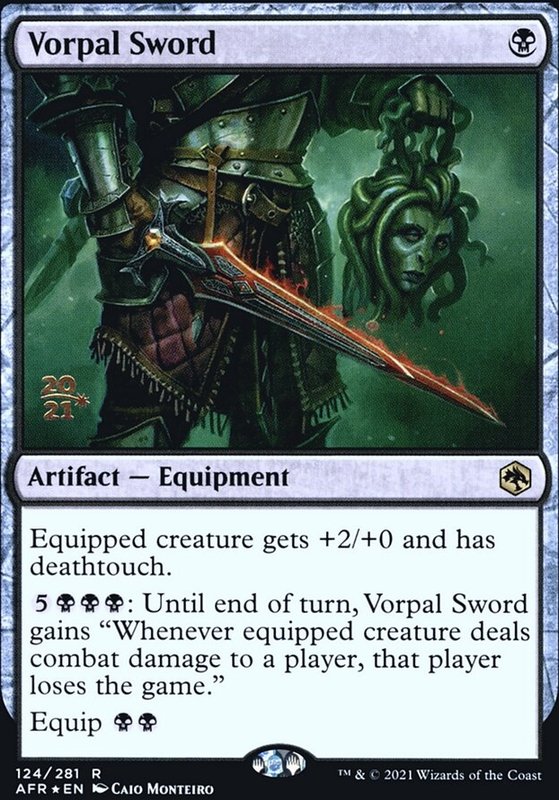 Vorpal Sword
20
21
Artifact — Equipment
Equipped creature gets +2/+0 and has
deathtouch.
5: Until end of turn, Vorpal Sword
gains “Whenever equipped creature deals
combat damage to a player, that player
loses the game.”
Equip
124/281 R
AFR ★ EN Caio Monteiro
™ & © 2021 Wizards of the Coast